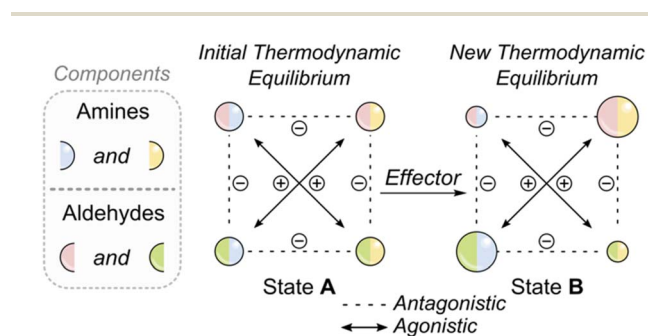 Components
Amines
and
Aldehydes
and
Initial Thermodynamic
Equilibrium
New Thermodynamic
Equilibrium
⊖
⊖
⊖ ⊕ ⊕ ⊖
Effector
⊖ ⊕ ⊕ ⊖
⊖
⊖
State A
State B
Antagonistic
Agonistic